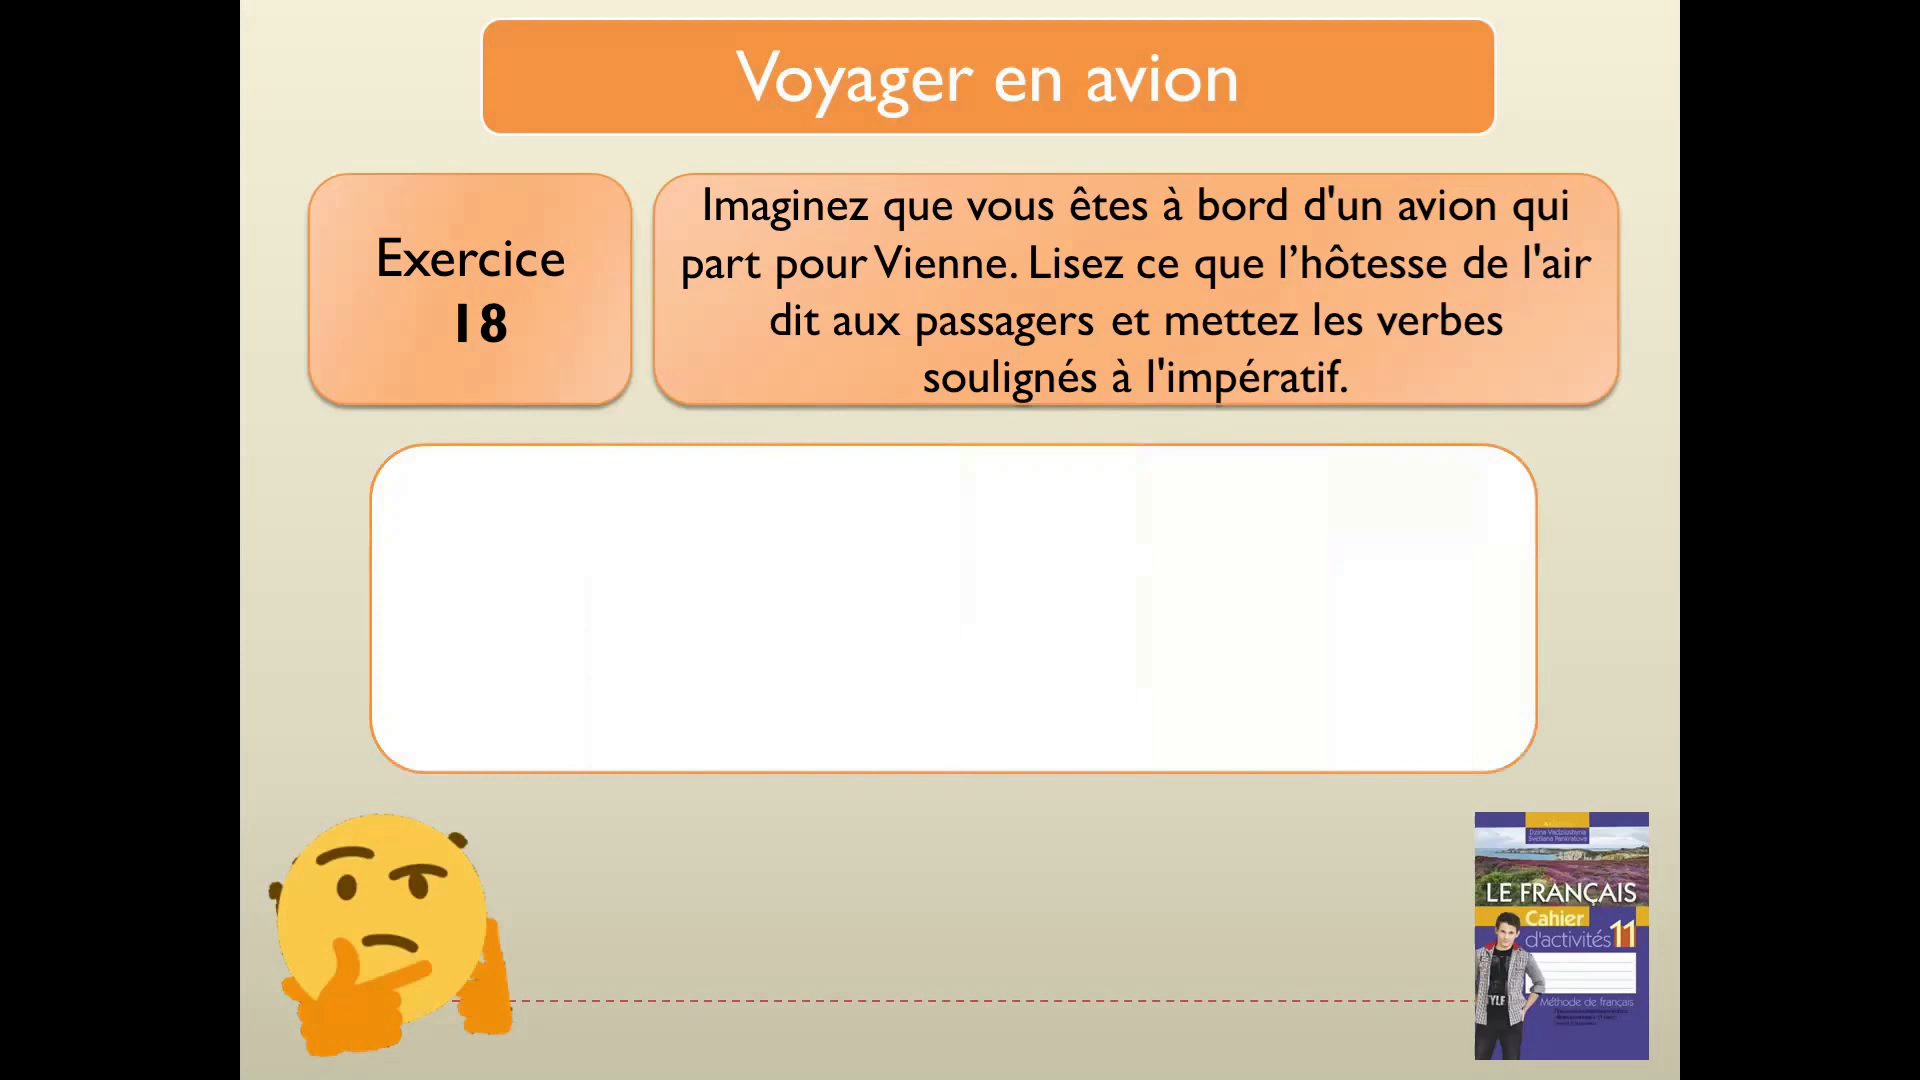 Voyager en avion
Exercice
18
Imaginez que vous êtes à bord d'un avion qui
part pour Vienne. Lisez ce que l’hôtesse de l'air
dit aux passagers et mettez les verbes
soulignés à l'impératif.
LE FRANÇAIS
Cahier
d'activités 11
Méthode de français